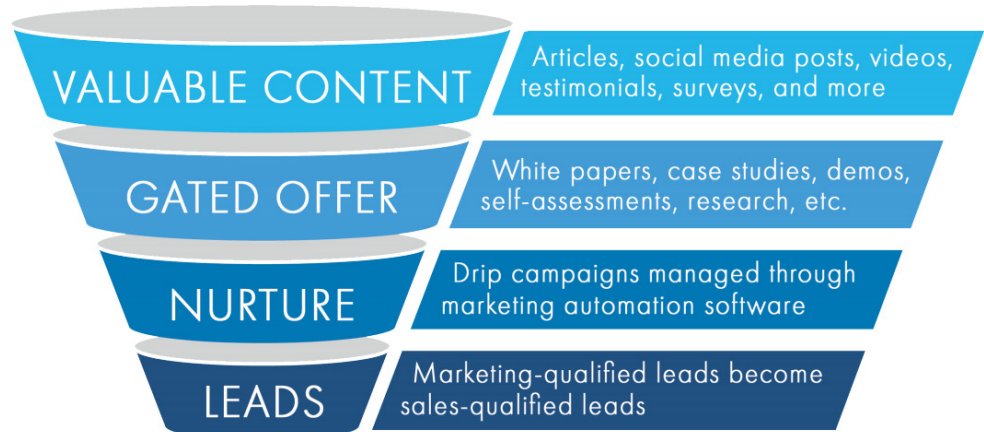 VALUABLE CONTENT
Articles, social media posts, videos,
testimonials, surveys, and more
GATED OFFER
White papers, case studies, demos,
self-assessments, research, etc.
NURTURE
Drip campaigns managed through
marketing automation software
LEADS
Marketing-qualified leads become
sales-qualified leads